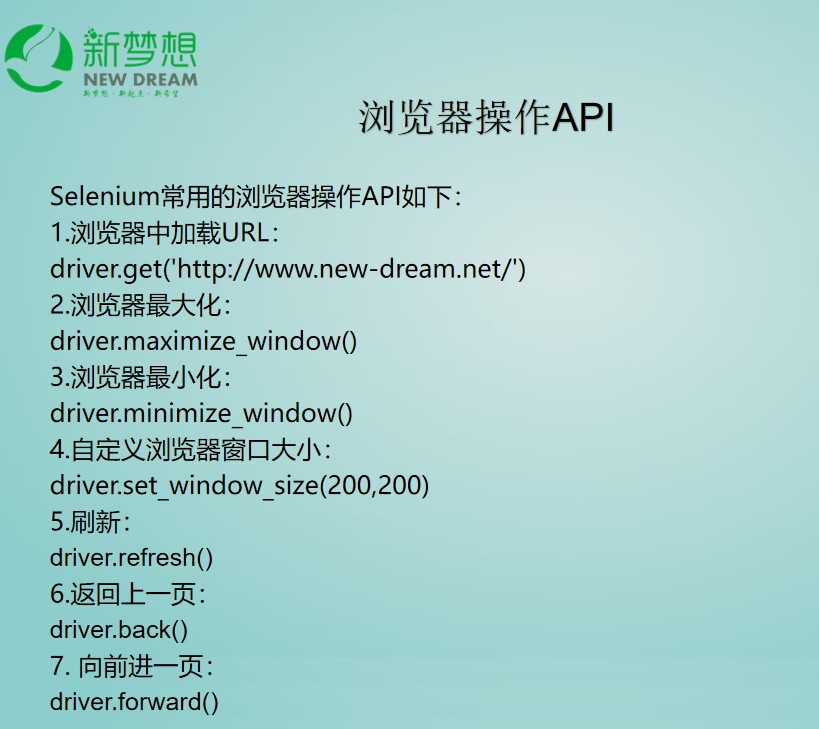 新梦想
NEW DREAM
新梦想·新起点·新希望
浏览器操作API
Selenium常用的浏览器操作API如下：
1.浏览器中加载URL：
driver.get('http://www.new-dream.net/')
2.浏览器最大化：
driver.maximize_window()
3.浏览器最小化：
driver.minimize_window()
4.自定义浏览器窗口大小：
driver.set_window_size(200,200)
5.刷新：
driver.refresh()
6.返回上一页：
driver.back()
7. 向前进一页：
driver.forward()